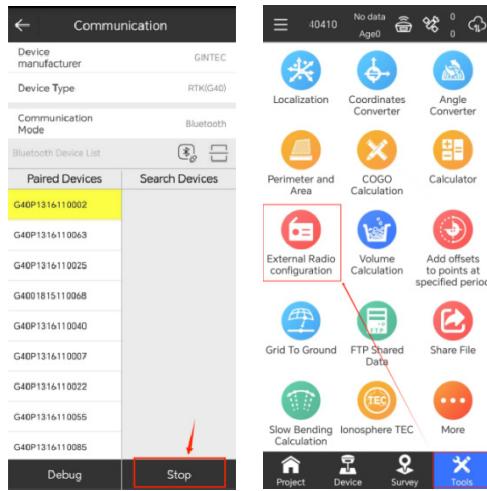 Communication
Device
manufacturer
GINTEC
Device Type
RTK(G40)
Communication
Mode
Bluetooth
Bluetooth Device List
Paired Devices
Search Devices
G40P1316110002
G40P1316110063
G40P1316110025
G4001815110068
G40P1316110040
G40P1316110007
G40P1316110022
G40P1316110055
G40P1316110085
Debug
Stop
40410
No data
Age0
0
0
Localization
Coordinates
Converter
Angle
Converter
Perimeter and
Area
COGO
Calculation
Calculator
External Radio
configuration
Volume
Calculation
Add offsets
to points at
specified period
Grid To Ground
FTP
FTP Shared
Data
Share File
Slow Bending
Calculation
TEC
Ionosphere TEC
More
Project
Device
Survey
Tools